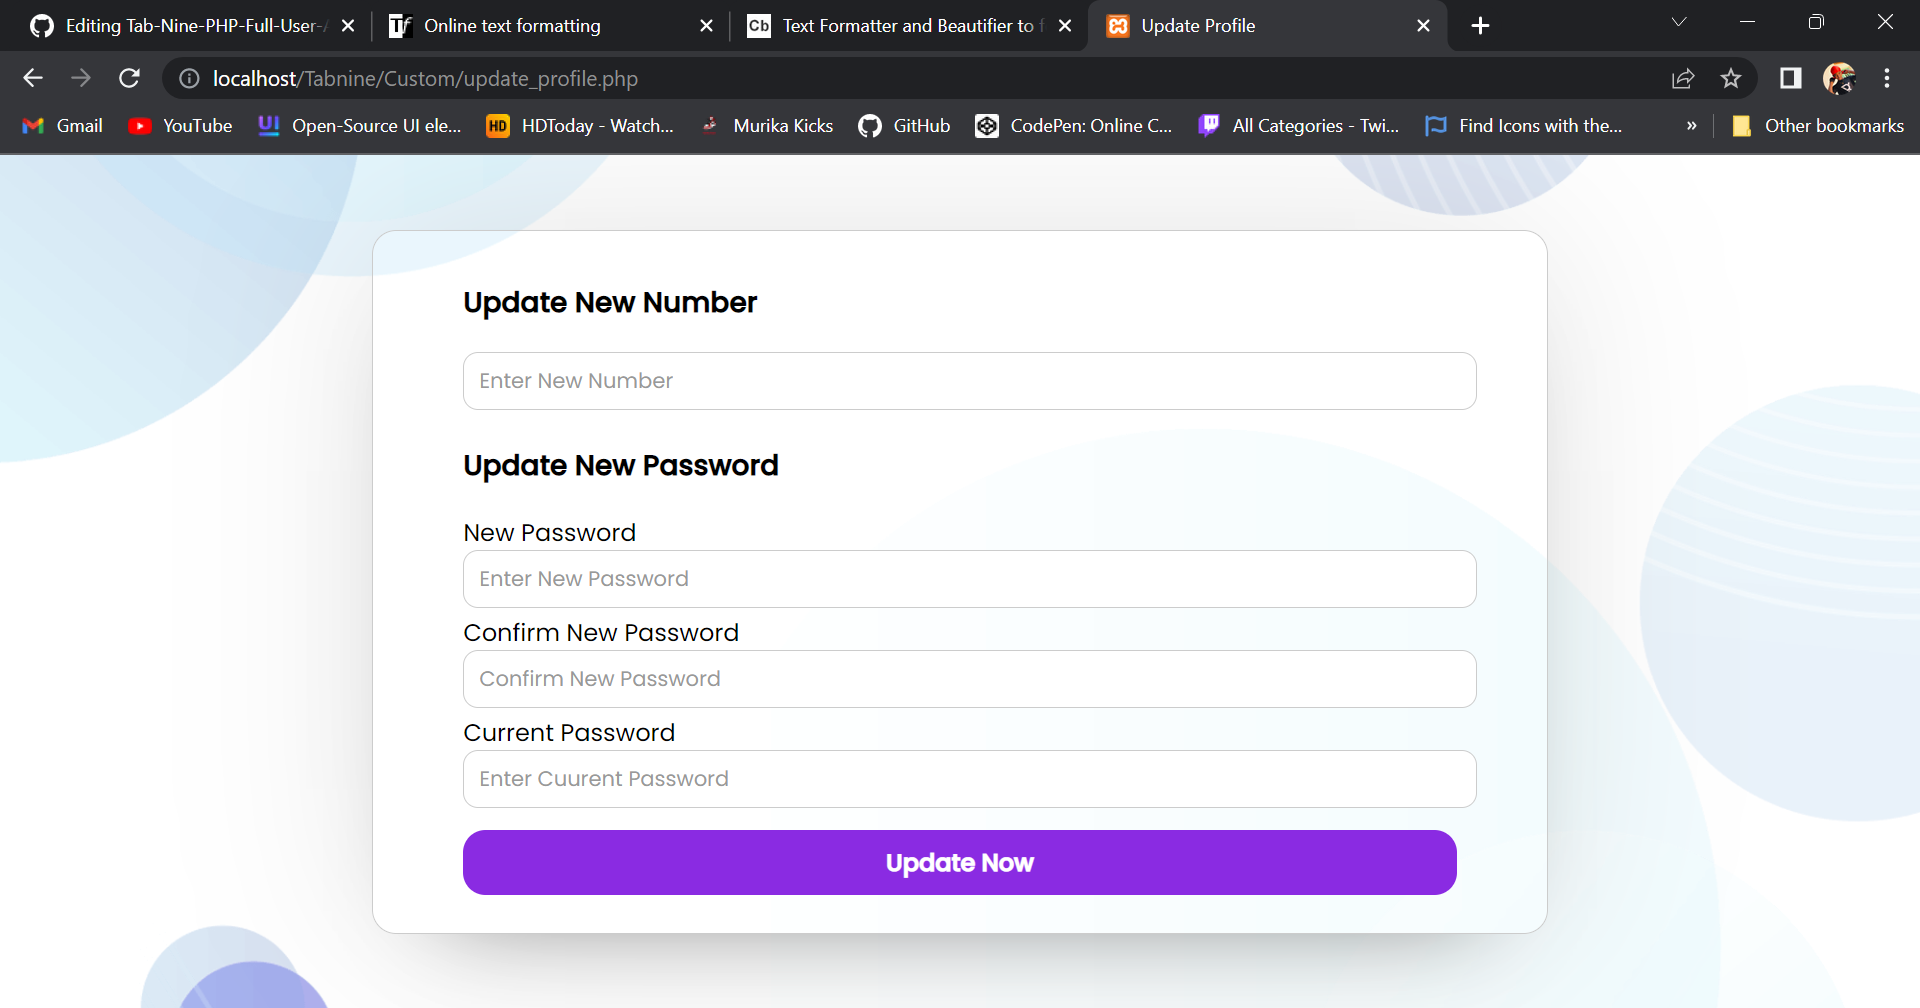 Editing Tab-Nine-PHP-Full-User-
Online text formatting
Cb Text Formatter and Beautifier to f
Update Profile
localhost/Tabnine/Custom/update_profile.php
Gmail
YouTube
Open-Source UI ele...
HD HDToday - Watch...
Murika Kicks
GitHub
CodePen: Online C...
All Categories - Twi...
Find Icons with the...
»
Other bookmarks
Update New Number
Enter New Number
Update New Password
New Password
Enter New Password
Confirm New Password
Confirm New Password
Current Password
Enter Cuurent Password
Update Now